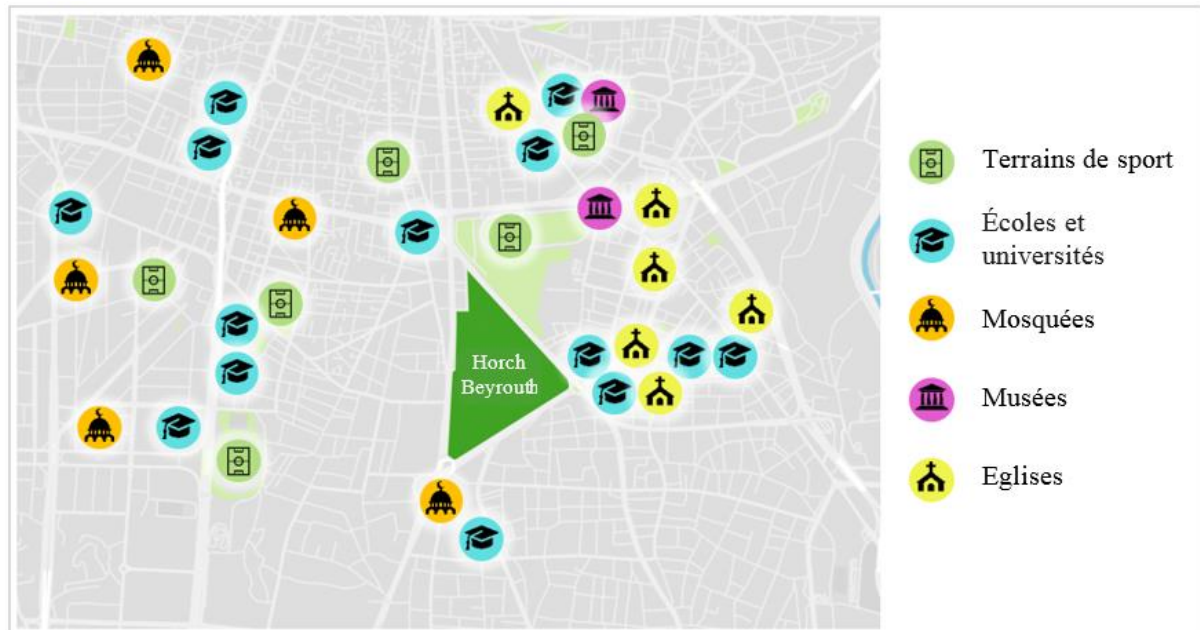 Horch
Beyrouth
Terrains de sport
Écoles et
universités
Mosquées
Musées
Eglises